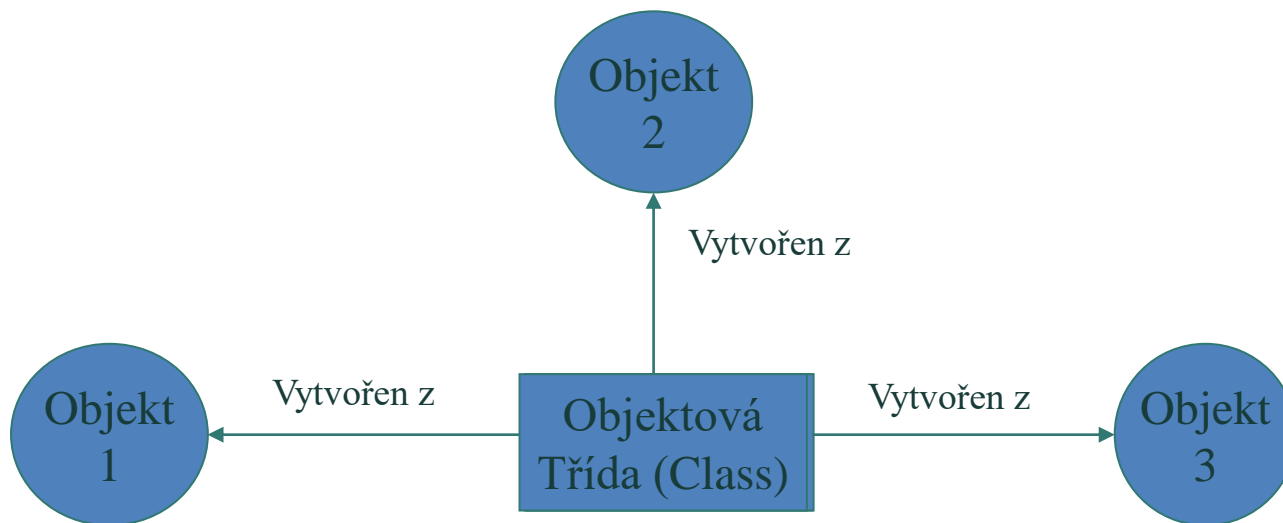 Objekt
2
Vytvořen z
Objekt
1
Vytvořen z
Objektová
Třída (Class)
Vytvořen z
Objekt
3